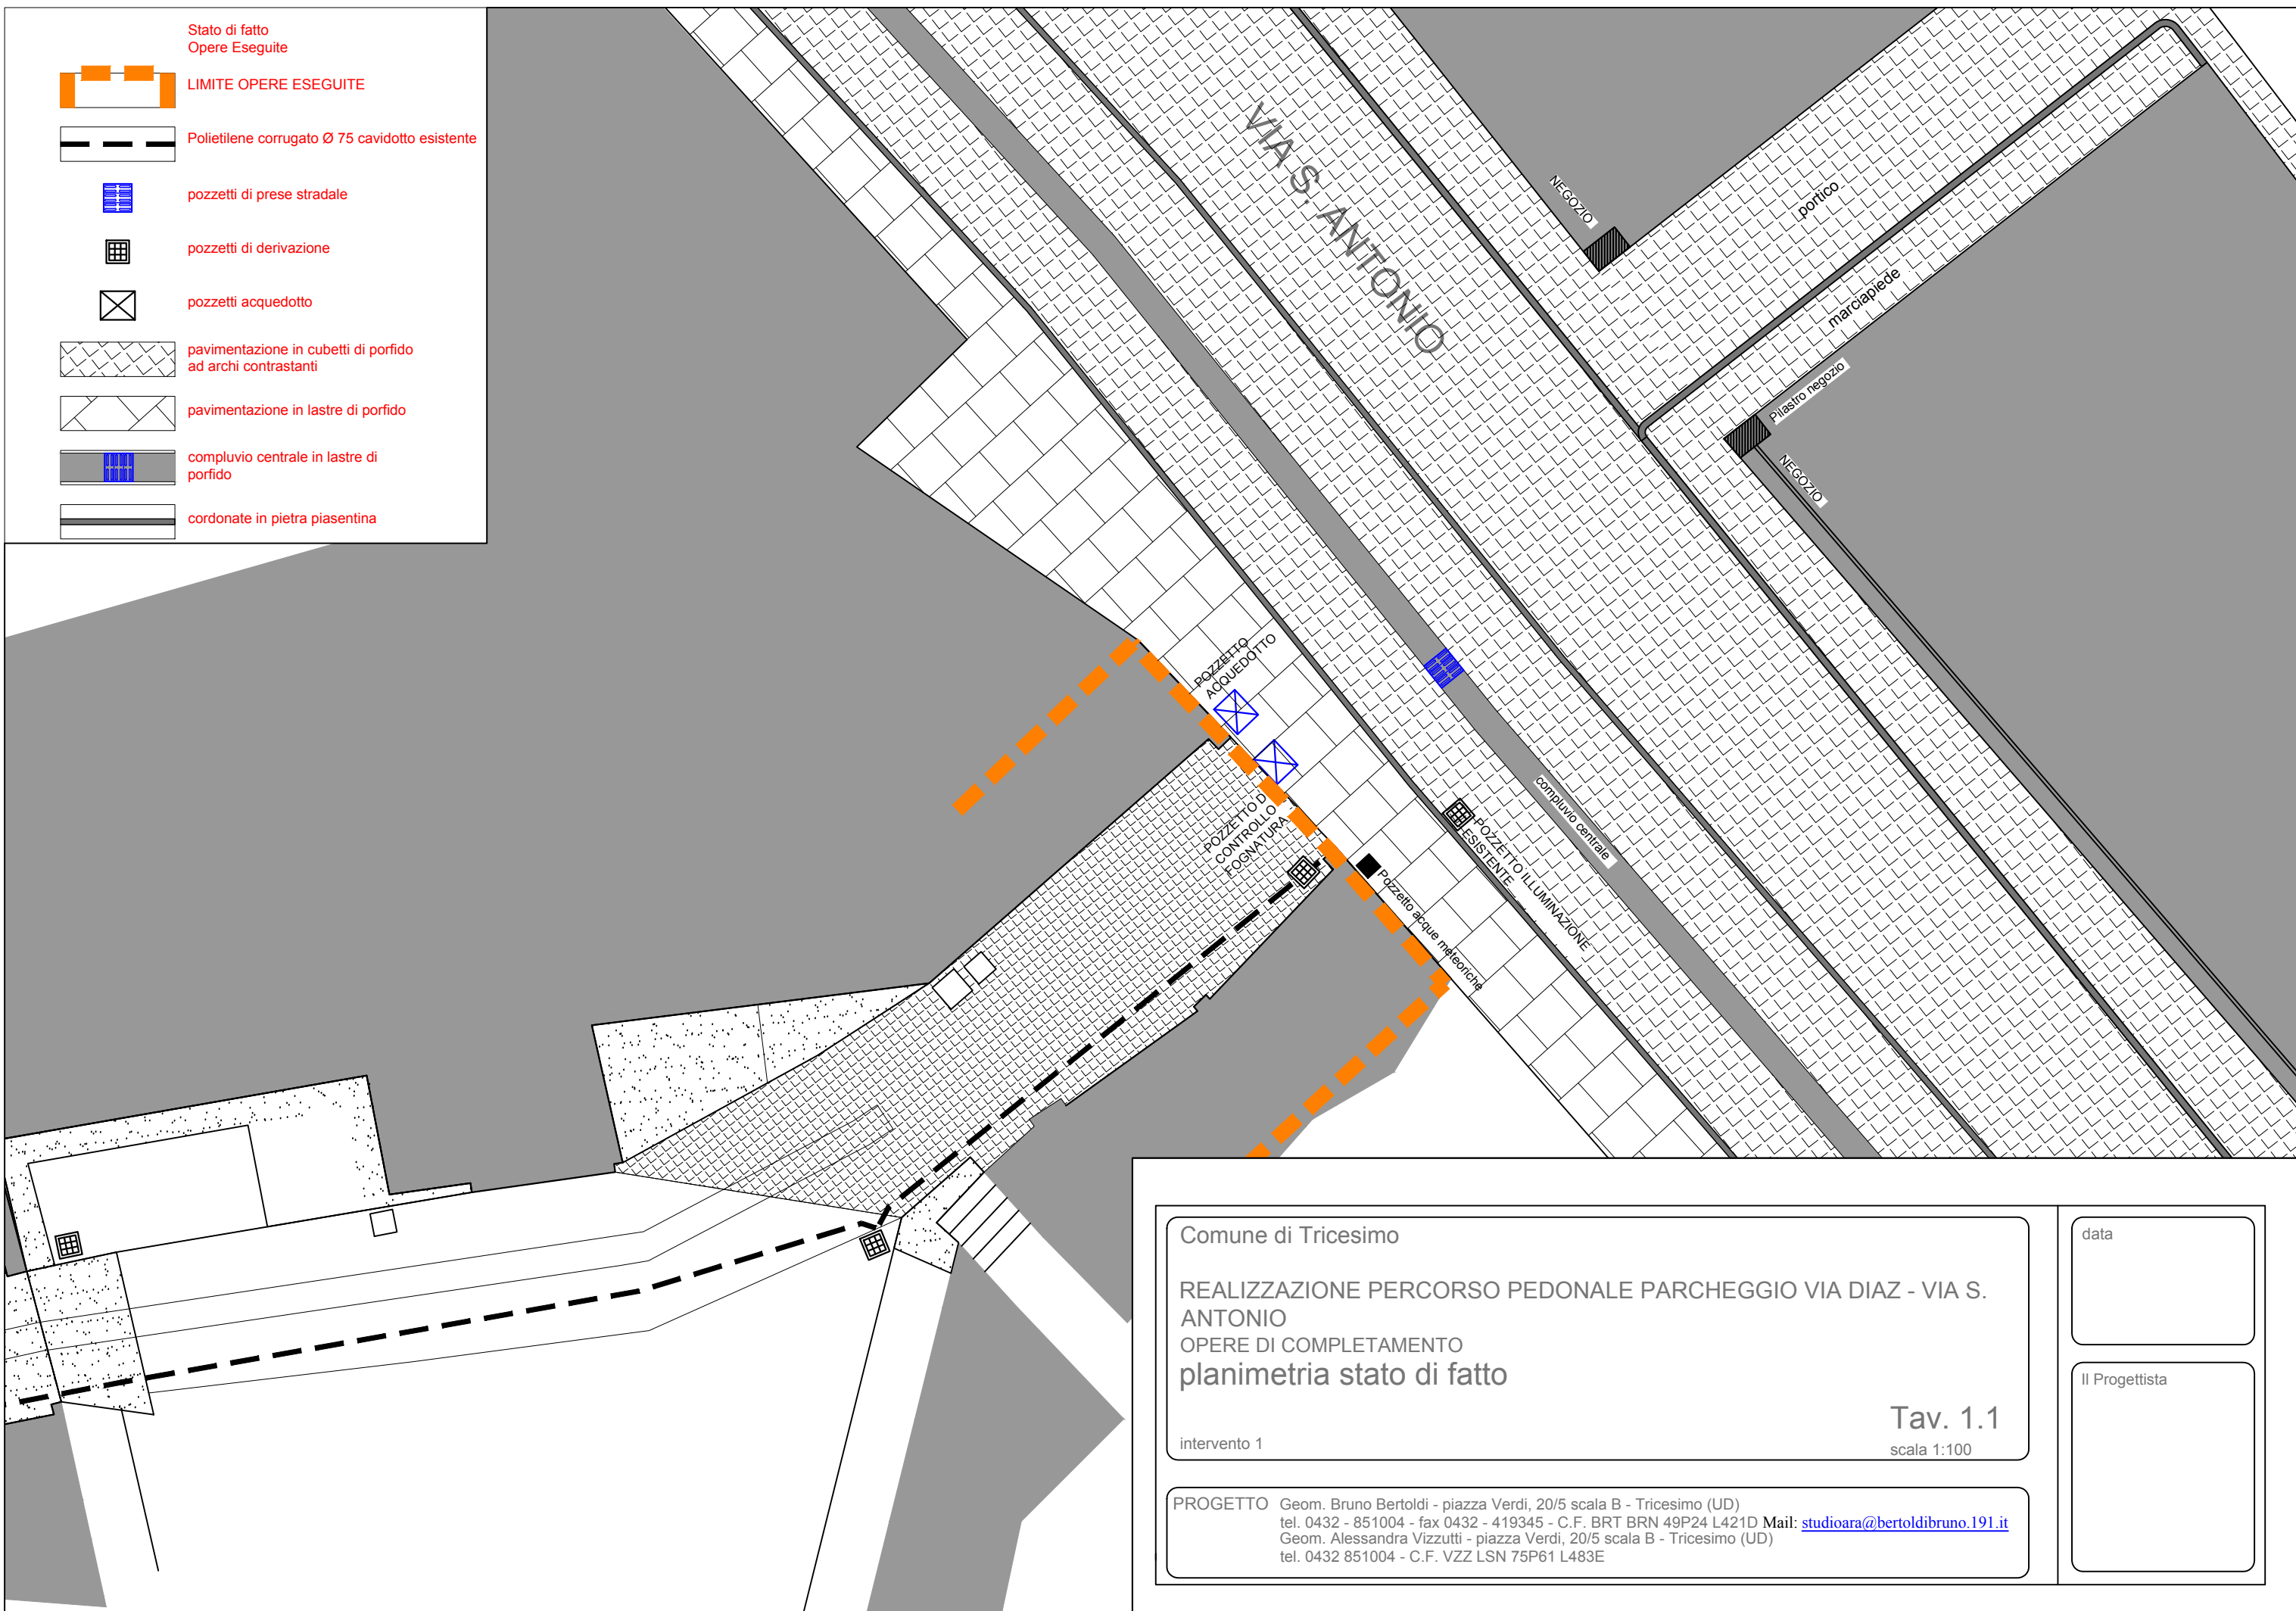 Stato di fatto
Opere Eseguite
LIMITE OPERE ESEGUITE
Polietilene corrugato Ø 75 cavidotto esistente
pozzetti di prese stradale
pozzetti di derivazione
pozzetti acquedotto
pavimentazione in cubetti di porfido
ad archi contrastanti
pavimentazione in lastre di porfido
compluvio centrale in lastre di
porfido
cordonate in pietra piasentina
VIA S. ANTONIO
NEGOZIO
portico
marciapiede
Pilastro negozio
NEGOZIO
POZZETTO
ACQUEDOTTO
POZZETTO D
CONTROLLO
FOGNATURA
compluvio centrale
POZZETTO ILLUMINAZIONE
ESISTENTE
Pozzetto acque meteoriche
Comune di Tricesimo
REALIZZAZIONE PERCORSO PEDONALE PARCHEGGIO VIA DIAZ - VIA S.
ANTONIO
OPERE DI COMPLETAMENTO
planimetria stato di fatto
Tav. 1.1
intervento 1
scala 1:100
data
Il Progettista
PROGETTO Geom. Bruno Bertoldi - piazza Verdi, 20/5 scala B - Tricesimo (UD)
tel. 0432 - 851004 - fax 0432 - 419345 - C.F. BRT BRN 49P24 L421D Mail: studioara@bertoldibruno.191.it
Geom. Alessandra Vizzutti - piazza Verdi, 20/5 scala B - Tricesimo (UD)
tel. 0432 851004 - C.F. VZZ LSN 75P61 L483E